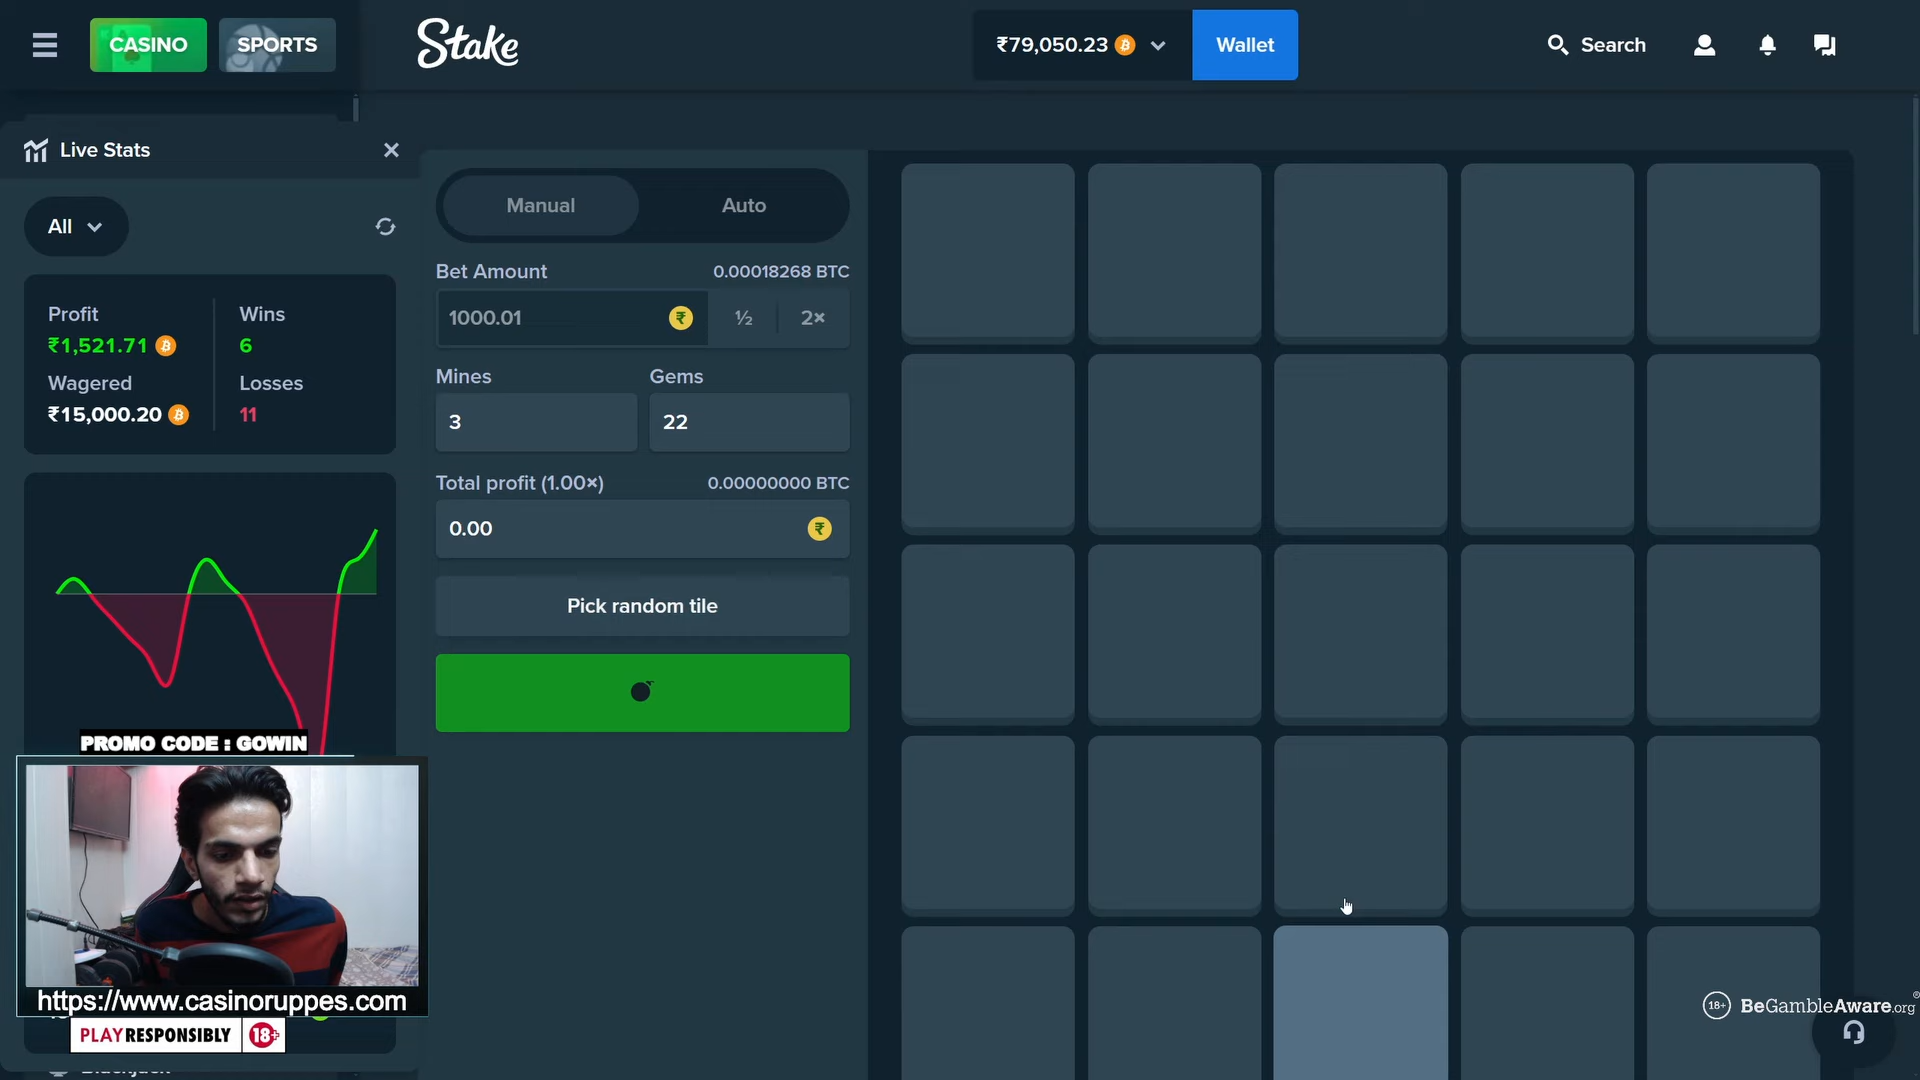 CASINO
SPORTS
Stake
₹79,050.23
Wallet
Search
Live Stats
All
Profit
₹1,521.71
Wins
6
Wagered
₹15,000.20
Losses
11
Manual
Auto
Bet Amount
0.00018268 BTC
1000.01
½
2×
Mines
Gems
3
22
Total profit (1.00×)
0.00000000 BTC
0.00
Pick random tile
PROMO CODE : GOWIN
https://www.casinoruppes.com
PLAY RESPONSIBLY 18+
Blackjack
18+ BeGambleAware.org®